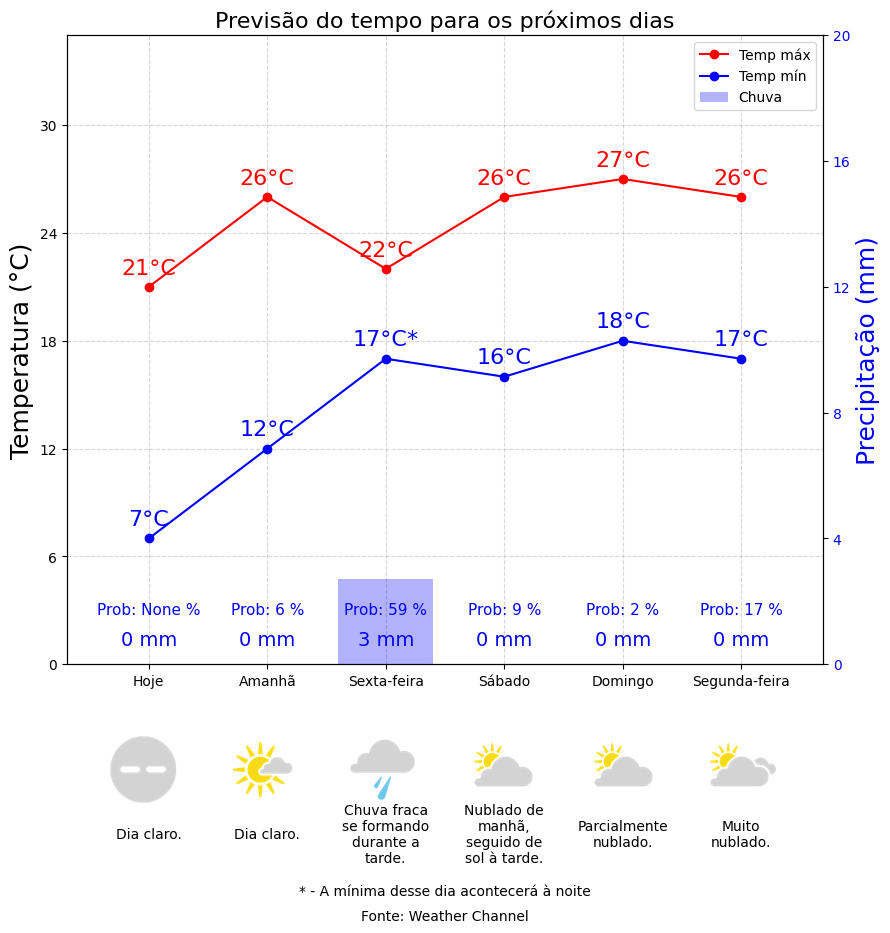 Previsão do tempo para os próximos dias
Temp máx
Temp mín
Chuva
Temperatura (°C)
30
24
18
12
6
0
Precipitação (mm)
20
16
12
8
4
0
21°C
26°C
22°C
26°C
27°C
26°C
7°C
12°C
17°C*
16°C
18°C
17°C
Prob: None %
Prob: 6 %
Prob: 59 %
Prob: 9 %
Prob: 2 %
Prob: 17 %
0 mm
0 mm
3 mm
0 mm
0 mm
0 mm
Hoje
Amanhã
Sexta-feira
Sábado
Domingo
Segunda-feira
Dia claro.
Dia claro.
Chuva fraca
se formando
durante a
tarde.
Nublado de
manhã,
seguido de
sol à tarde.
Parcialmente
nublado.
Muito
nublado.
* - A mínima desse dia acontecerá à noite
Fonte: Weather Channel